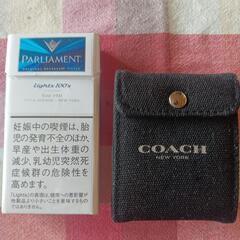 PARLIAMENT
Lights 100's
妊娠中の喫煙は、胎
児の発育不全のほか、
早産や出生体重の
減少、乳幼児突然死
症候群の危険性を
高めます。
COACH
NEW YORK